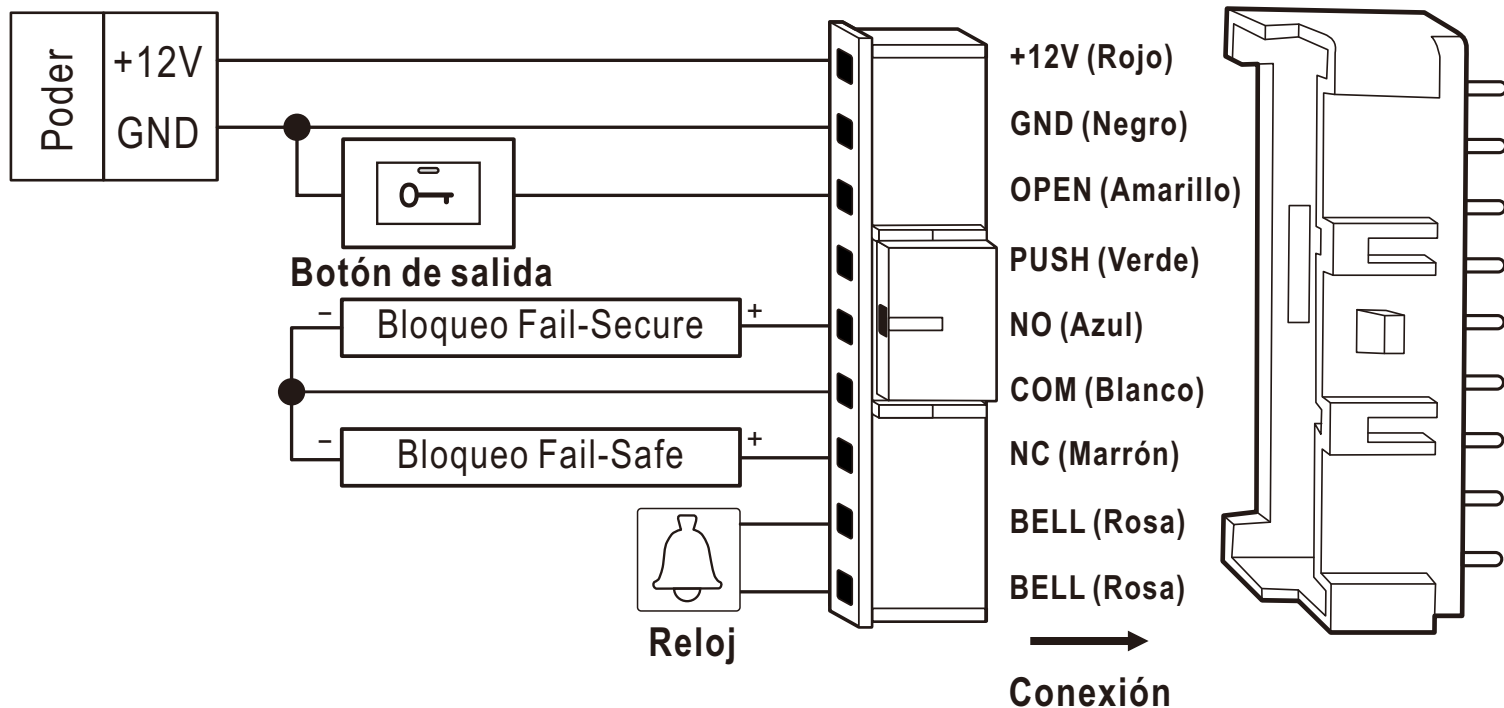 Poder
+12V
GND
Botón de salida
− Bloqueo Fail-Secure +
− Bloqueo Fail-Safe +
Reloj
+12V (Rojo)
GND (Negro)
OPEN (Amarillo)
PUSH (Verde)
NO (Azul)
COM (Blanco)
NC (Marrón)
BELL (Rosa)
BELL (Rosa)
Conexión